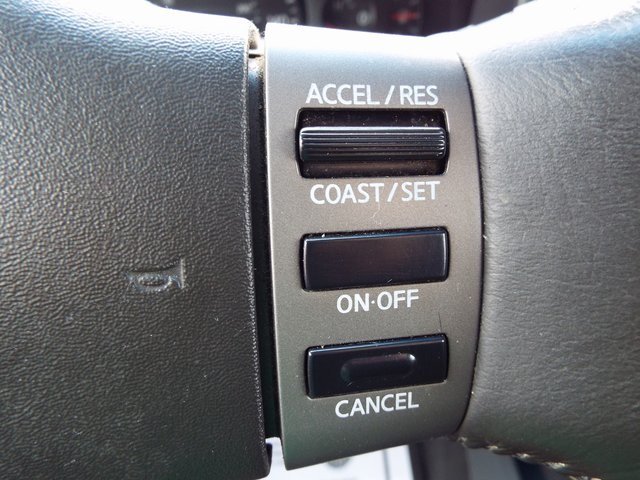 ACCEL / RES
COAST / SET
ON·OFF
CANCEL